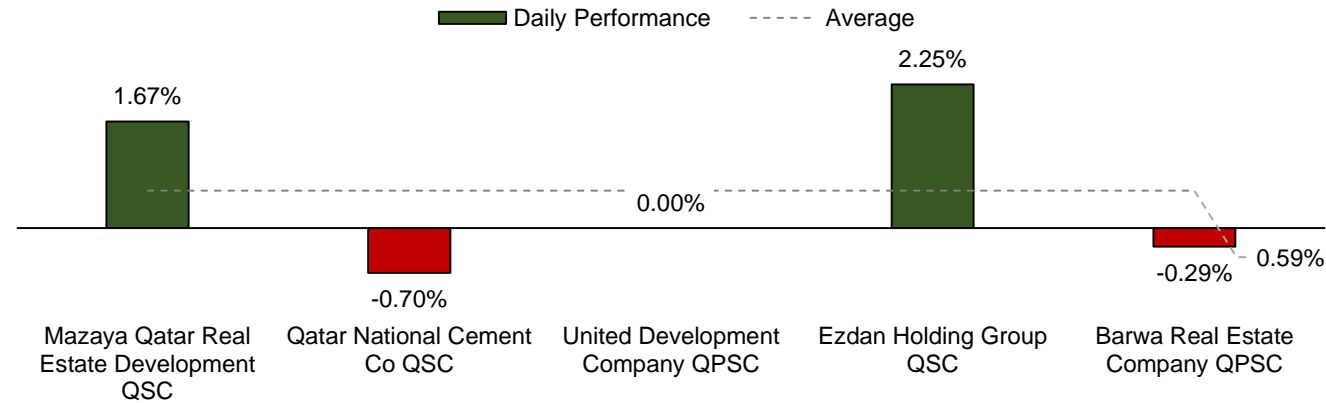 Daily Performance
Average
1.67%
-0.70%
0.00%
2.25%
-0.29%
0.59%
Mazaya Qatar Real
Estate Development
QSC
Qatar National Cement
Co QSC
United Development
Company QPSC
Ezdan Holding Group
QSC
Barwa Real Estate
Company QPSC